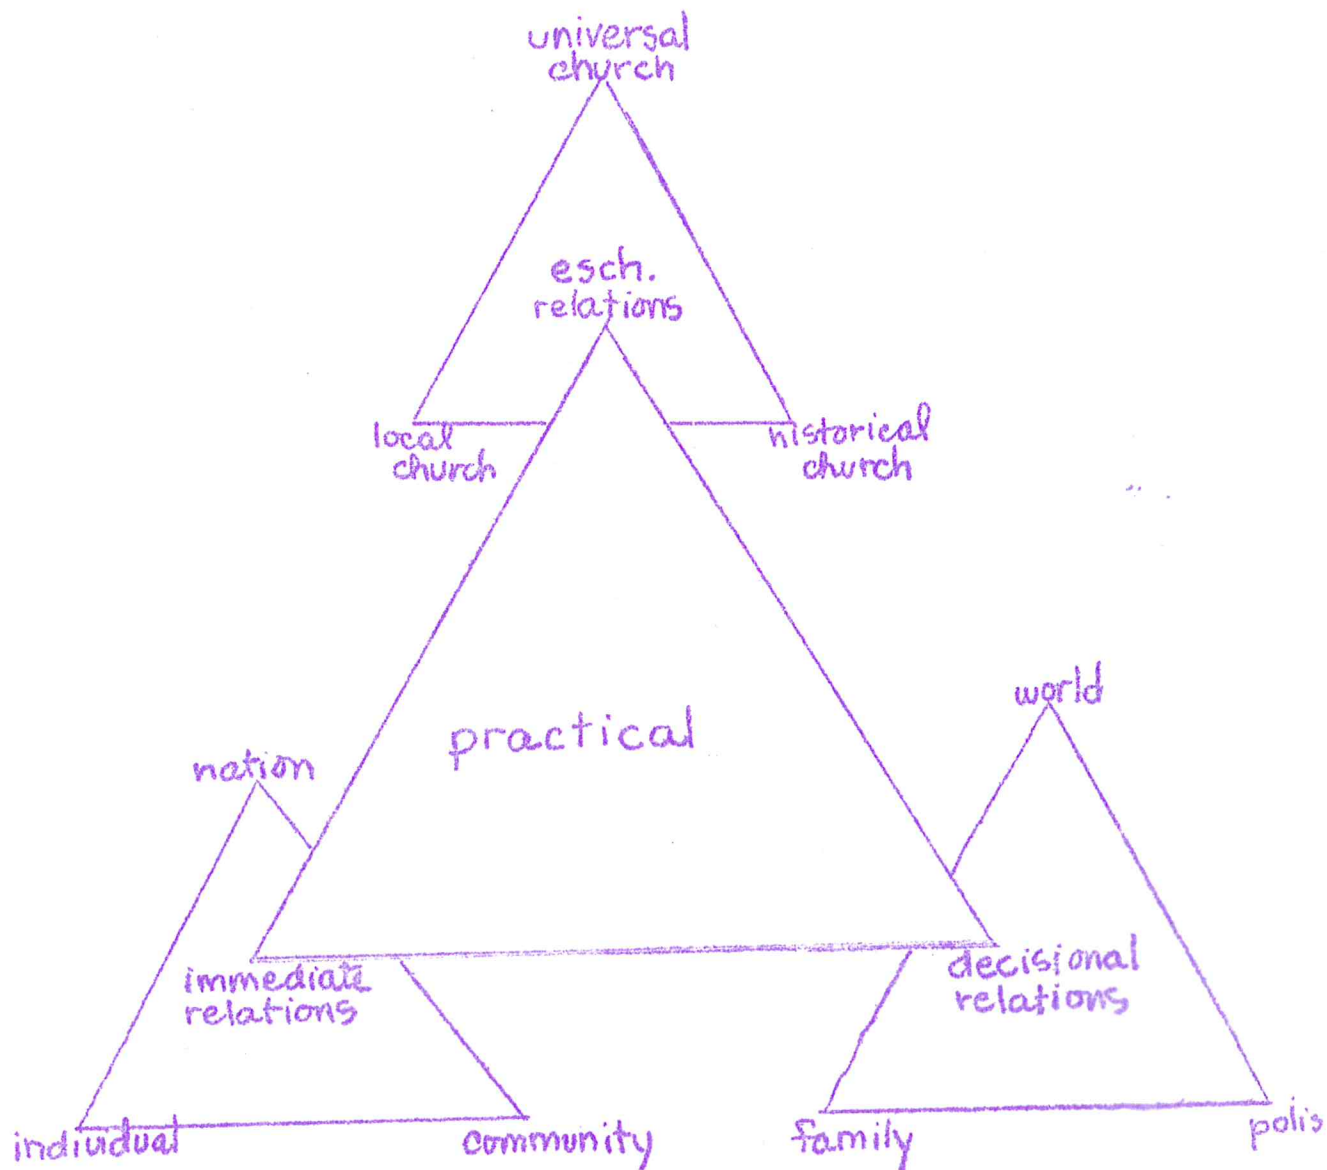 universal
church
esch.
relations
local
church
historical
church
world
practical
nation
immediate
relations
decisional
relations
individual
community
family
polis